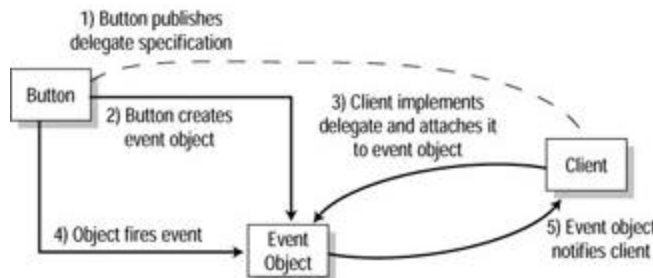 1) Button publishes
delegate specification
Button
2) Button creates
event object
3) Client implements
delegate and attaches it
to event object
Client
4) Object fires event
Event
Object
5) Event object
notifies client